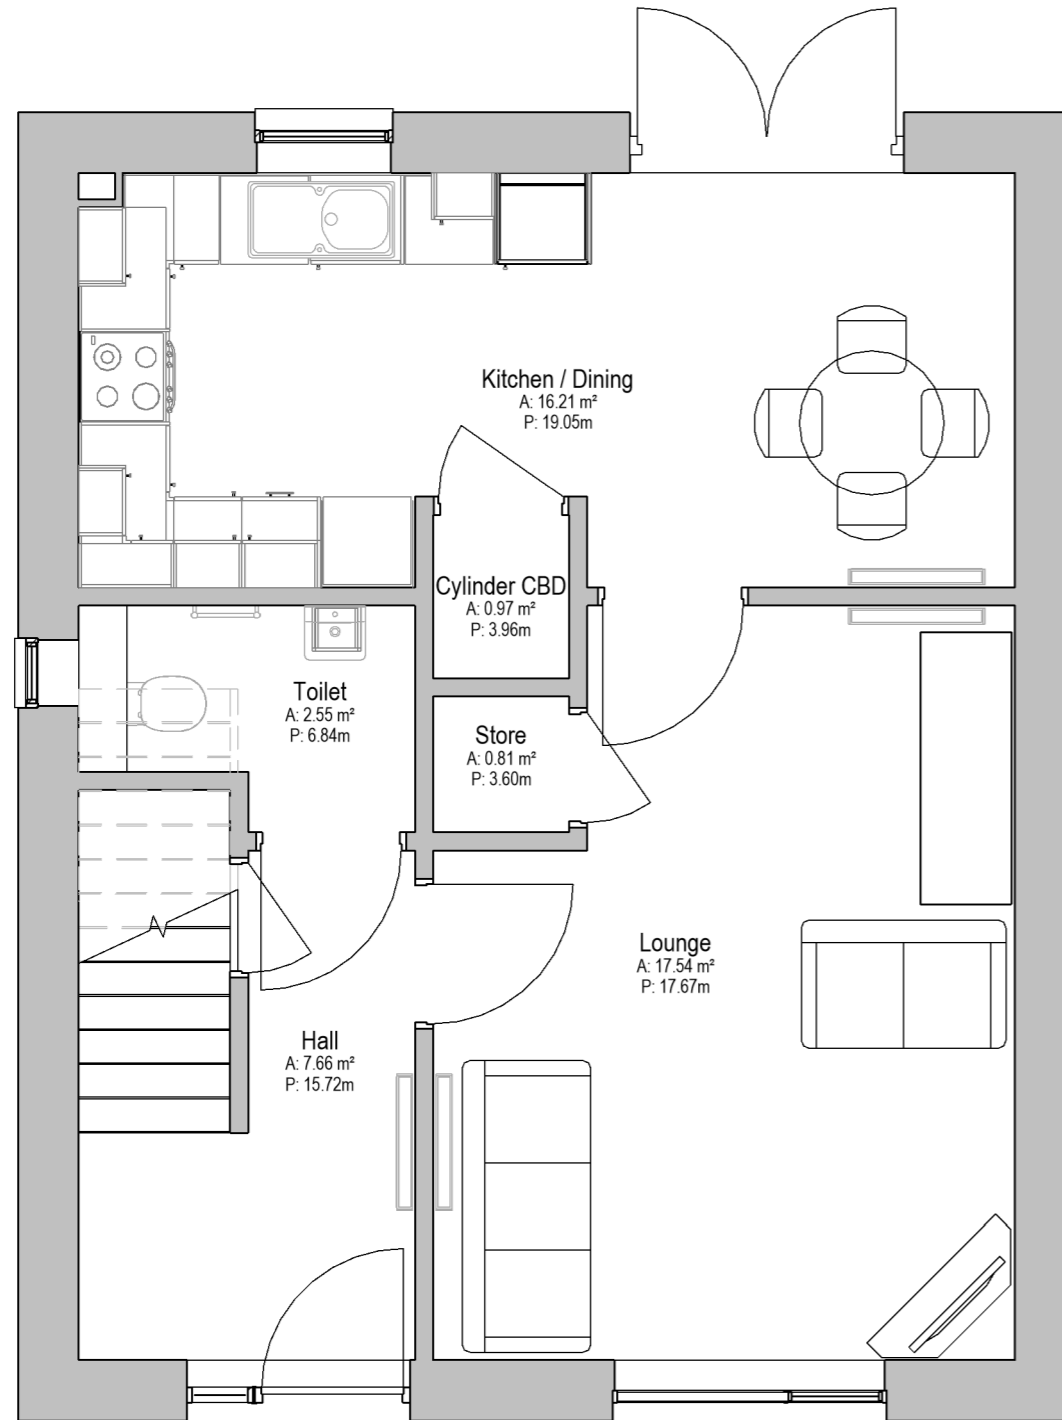 Kitchen / Dining
A: 16.21 m²
P: 19.05m
Cylinder CBD
A: 0.97 m²
P: 3.96m
Toilet
A: 2.55 m²
P: 6.84m
Store
A: 0.81 m²
P: 3.60m
Lounge
A: 17.54 m²
P: 17.67m
Hall
A: 7.66 m²
P: 15.72m